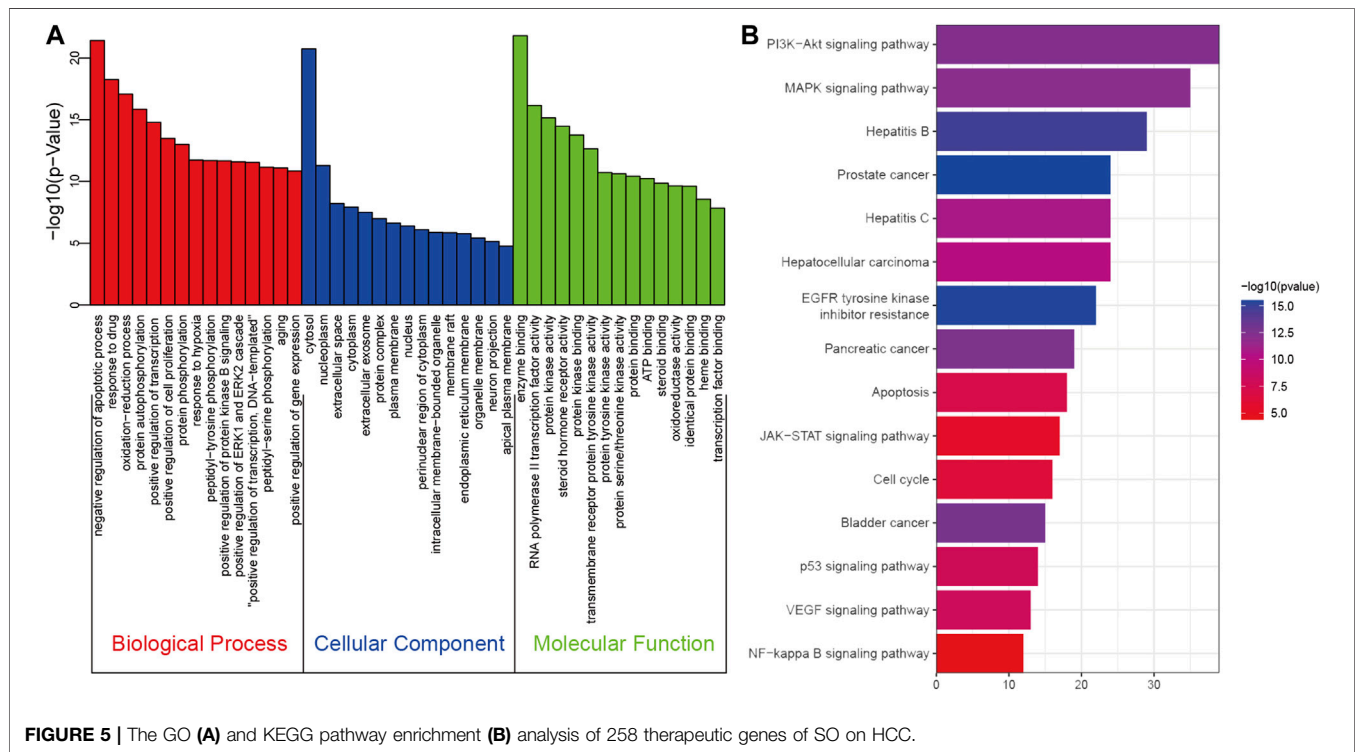 A
−log10(p−Value)
20
15
10
5
0
negative regulation of apoptotic process
response to drug
oxidation−reduction process
protein autophosphorylation
positive regulation of transcription
positive regulation of cell proliferation
protein phosphorylation
response to hypoxia
peptidyl−tyrosine phosphorylation
positive regulation of protein kinase B signaling
positive regulation of ERK1 and ERK2 cascade
"positive regulation of transcription, DNA−templated"
peptidyl−serine phosphorylation
aging
positive regulation of gene expression
cytosol
nucleoplasm
extracellular space
cytoplasm
extracellular exosome
protein complex
plasma membrane
nucleus
perinuclear region of cytoplasm
intracellular membrane−bounded organelle
membrane raft
endoplasmic reticulum membrane
organelle membrane
neuron projection
apical plasma membrane
enzyme binding
RNA polymerase II transcription factor activity
protein kinase activity
steroid hormone receptor activity
protein kinase binding
transmembrane receptor protein tyrosine kinase activity
protein tyrosine kinase activity
protein serine/threonine kinase activity
protein binding
ATP binding
steroid binding
oxidoreductase activity
identical protein binding
heme binding
transcription factor binding
Biological Process
Cellular Component
Molecular Function
B
PI3K−Akt signaling pathway
MAPK signaling pathway
Hepatitis B
Prostate cancer
Hepatitis C
Hepatocellular carcinoma
EGFR tyrosine kinase
inhibitor resistance
Pancreatic cancer
Apoptosis
JAK−STAT signaling pathway
Cell cycle
Bladder cancer
p53 signaling pathway
VEGF signaling pathway
NF−kappa B signaling pathway
0
10
20
30
−log10(pvalue)
15.0
12.5
10.0
7.5
5.0
FIGURE 5 | The GO (A) and KEGG pathway enrichment (B) analysis of 258 therapeutic genes of SO on HCC.